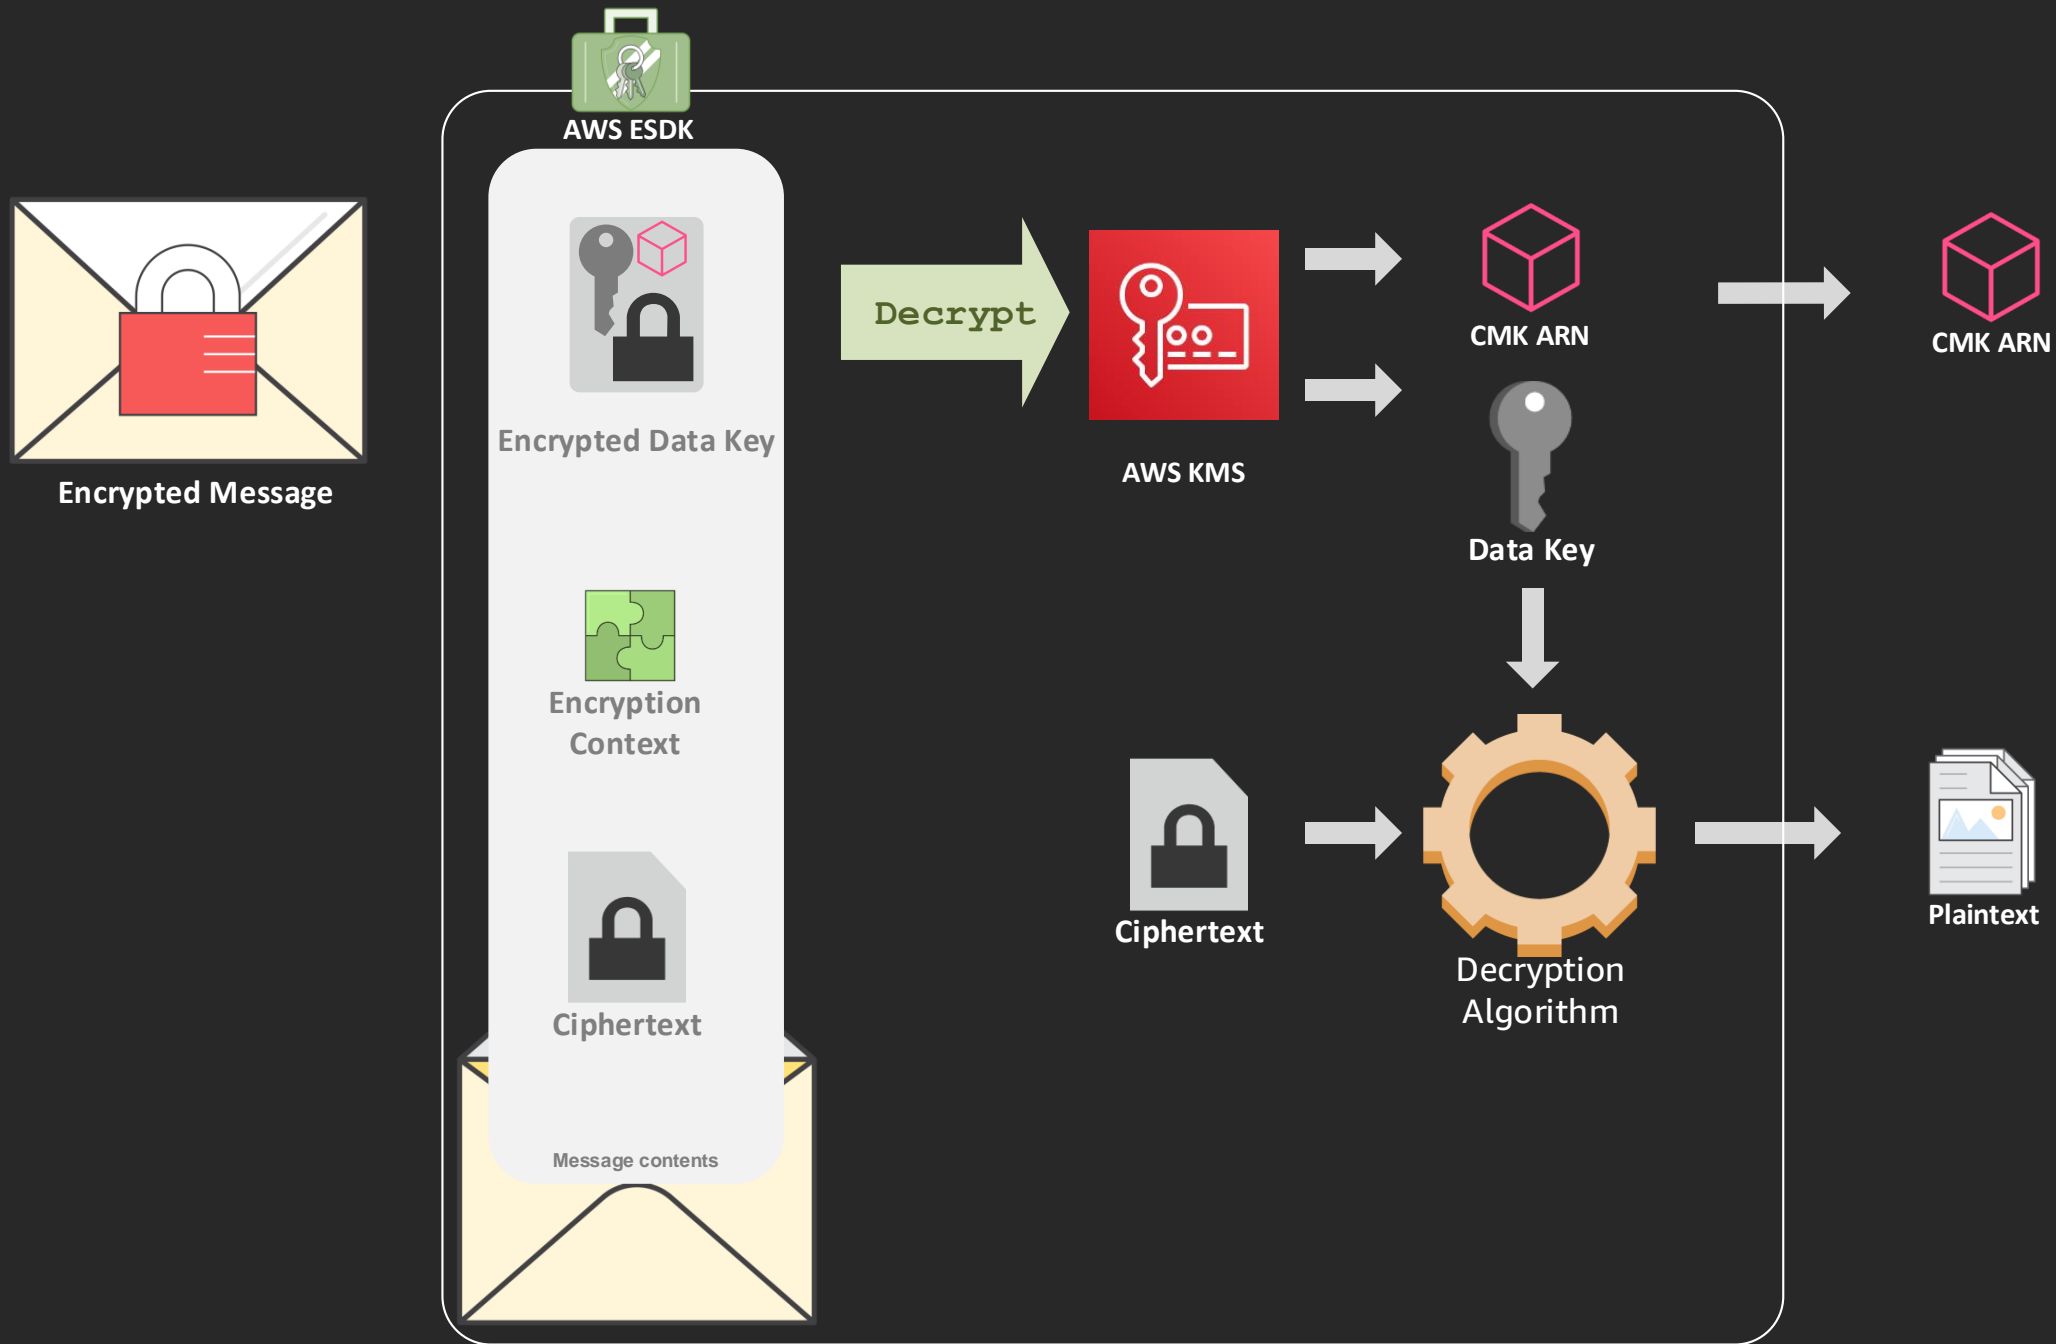 AWS ESDK
Encrypted Message
Encrypted Data Key
Encryption
Context
Ciphertext
Message contents
Decrypt
AWS KMS
CMK ARN
Data Key
Ciphertext
Decryption
Algorithm
CMK ARN
Plaintext